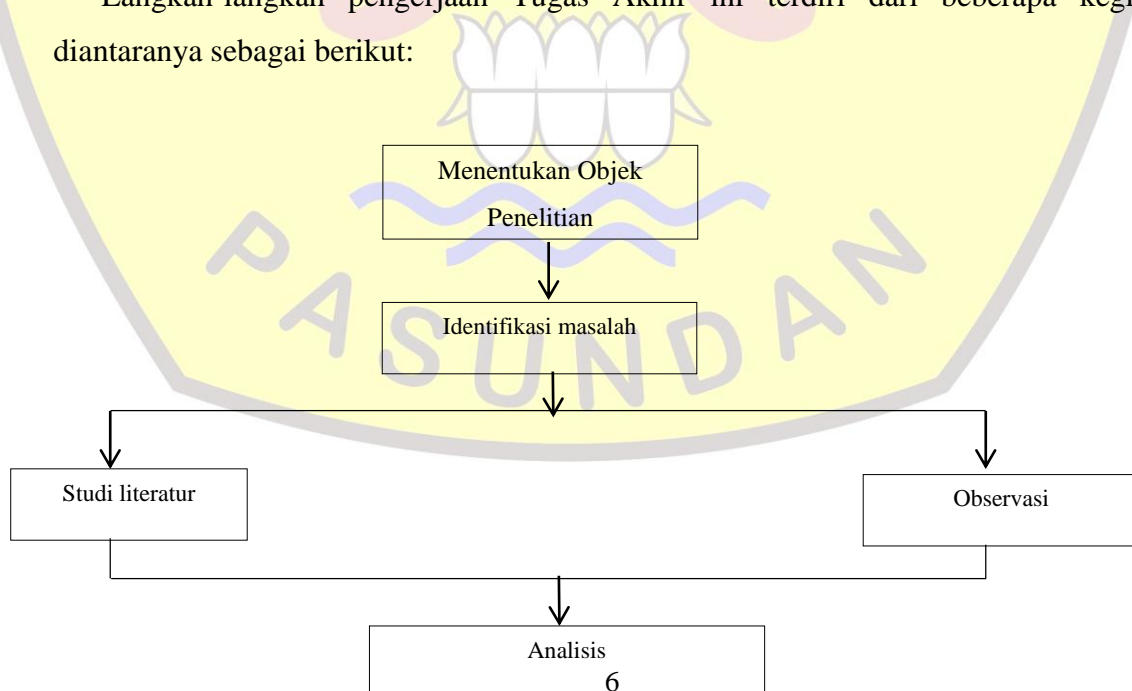 Langkah-langkah pengerjaan Tugas Akhir ini terdiri dari beberapa
diantaranya sebagai berikut:
Menentukan Objek
Penelitian
PASUNDAN
Identifikasi masalah
Studi literatur
Observasi
Analisis
6